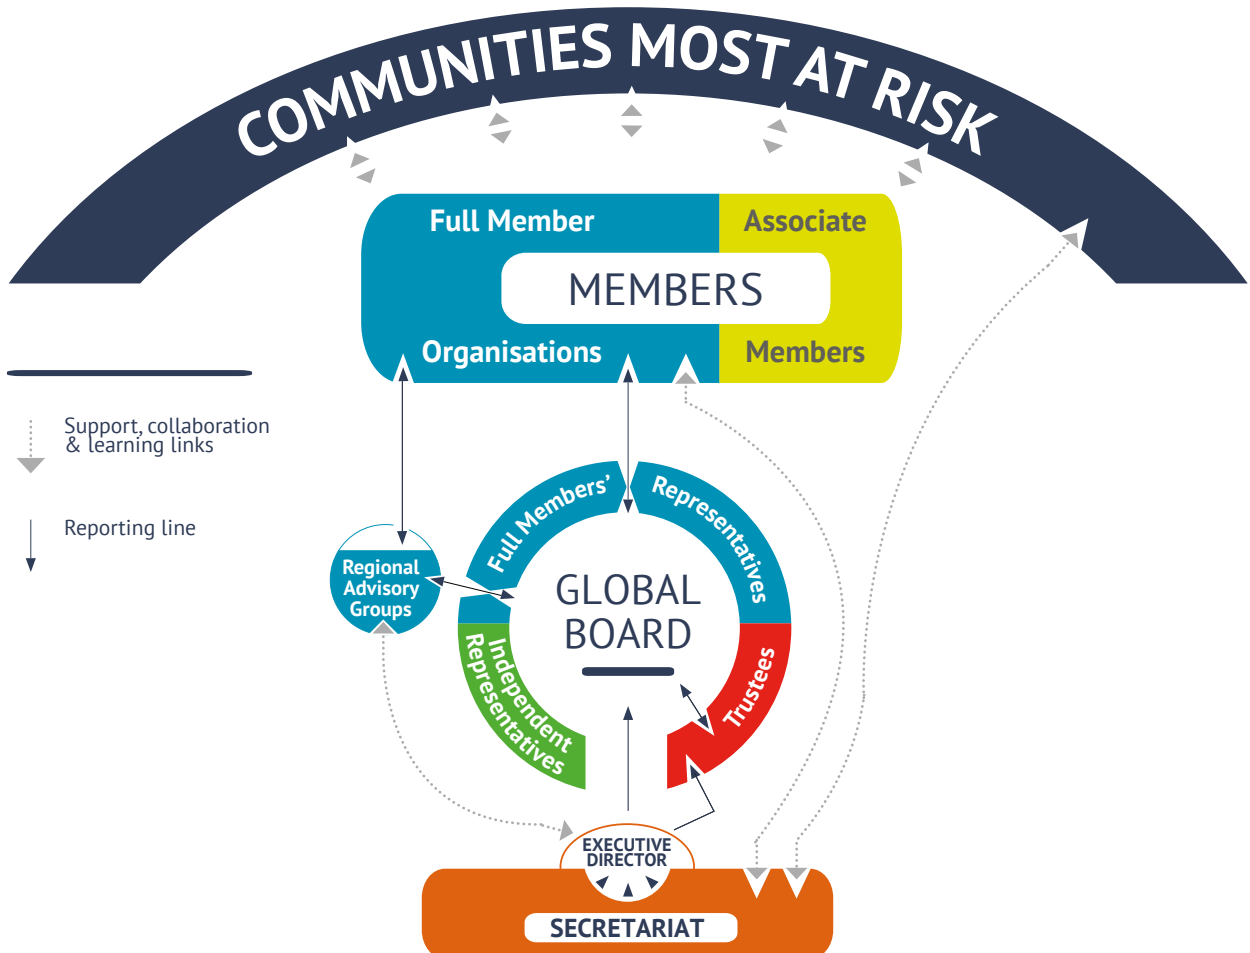 COMMUNITIES MOST AT RISK
Full Member
Associate
MEMBERS
Organisations
Members
Support, collaboration
& learning links
Reporting line
Full Members’
Representatives
Regional
Advisory
Groups
GLOBAL
BOARD
Independent
Representatives
Trustees
EXECUTIVE
DIRECTOR
SECRETARIAT